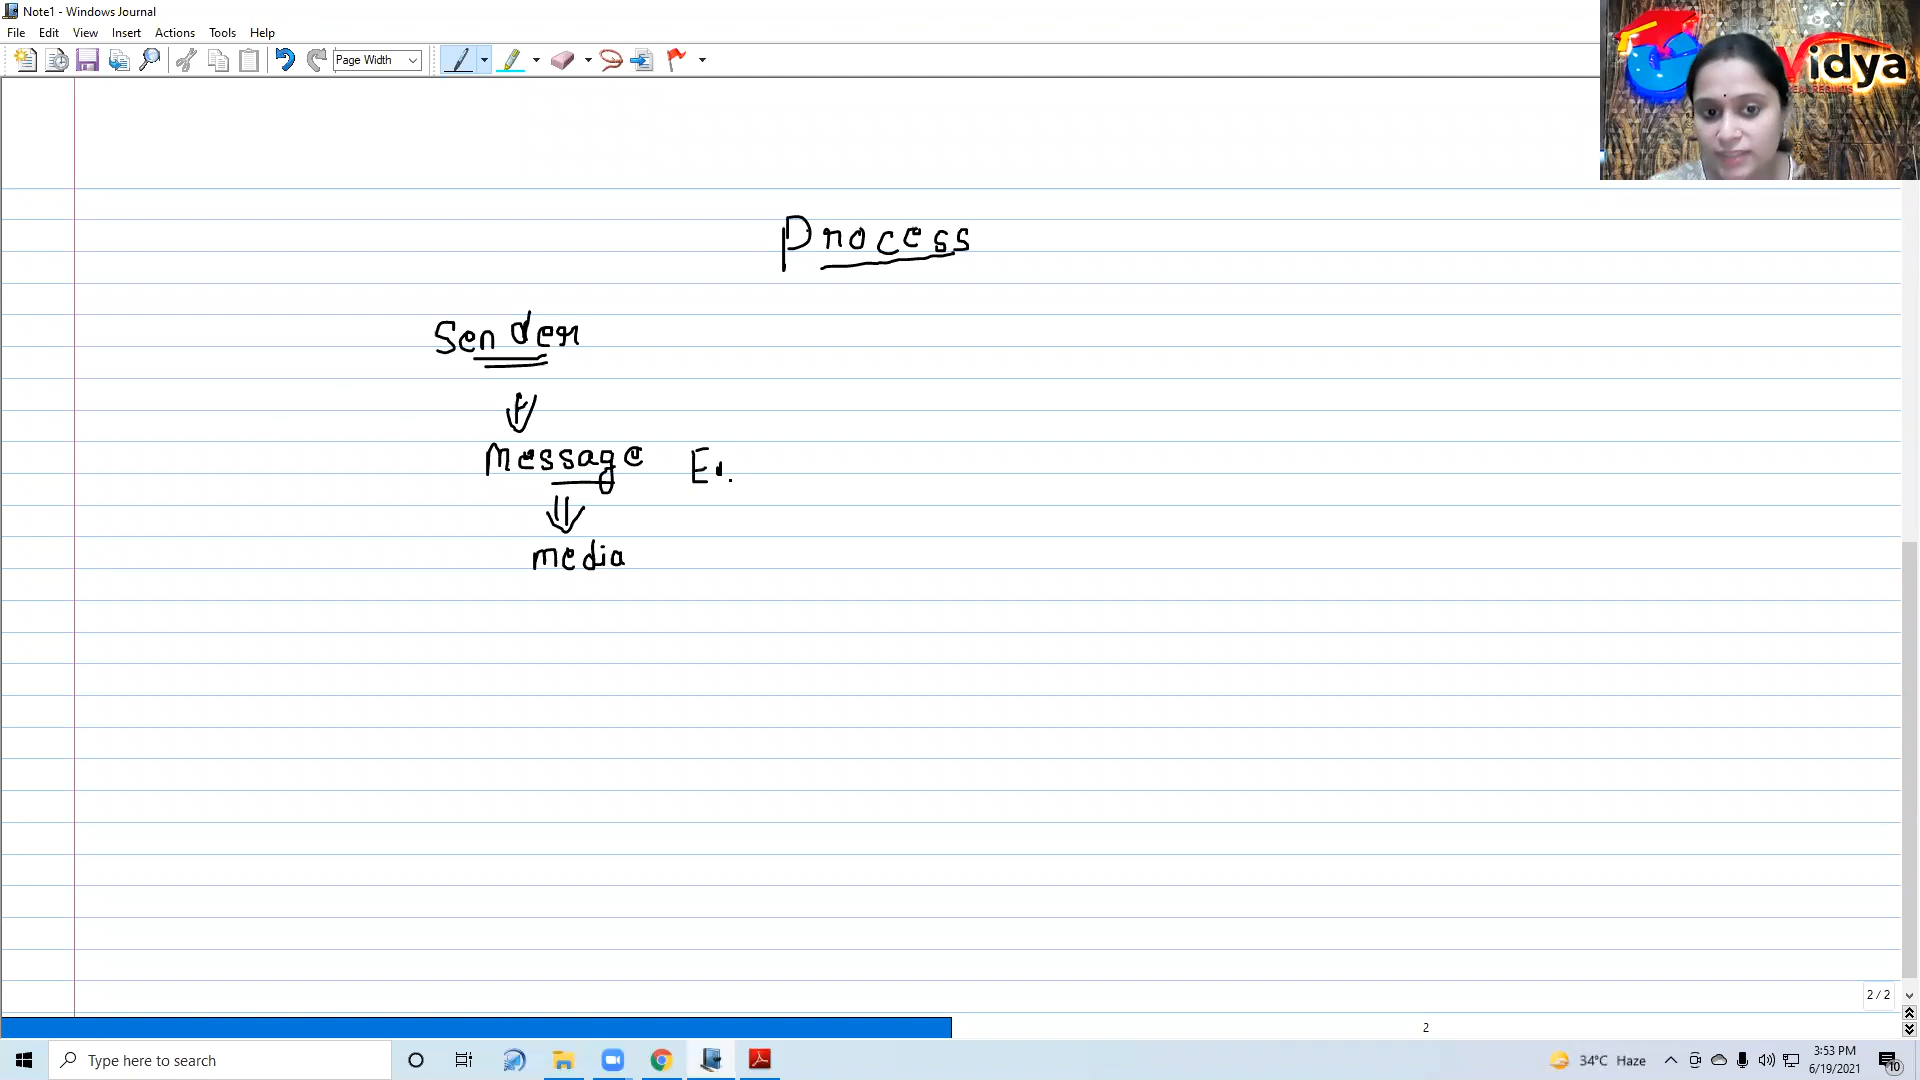 Note1 - Windows Journal
File Edit View Insert Actions Tools Help
Page Width
Vidya
Process
Sender
Message
media
2 / 2
2
Type here to search
34°C Haze
3:53 PM
6/19/2021
10